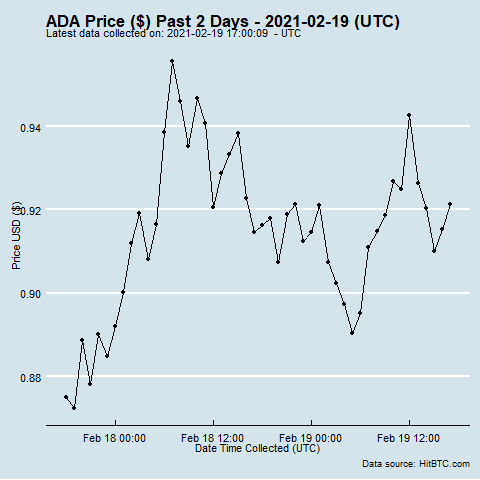 ADA Price ($) Past 2 Days - 2021-02-19 (UTC)
Latest data collected on: 2021-02-19 17:00:09 - UTC
Price USD ($)
0.94
0.92
0.90
0.88
Feb 18 00:00
Feb 18 12:00
Feb 19 00:00
Feb 19 12:00
Date Time Collected (UTC)
Data source: HitBTC.com